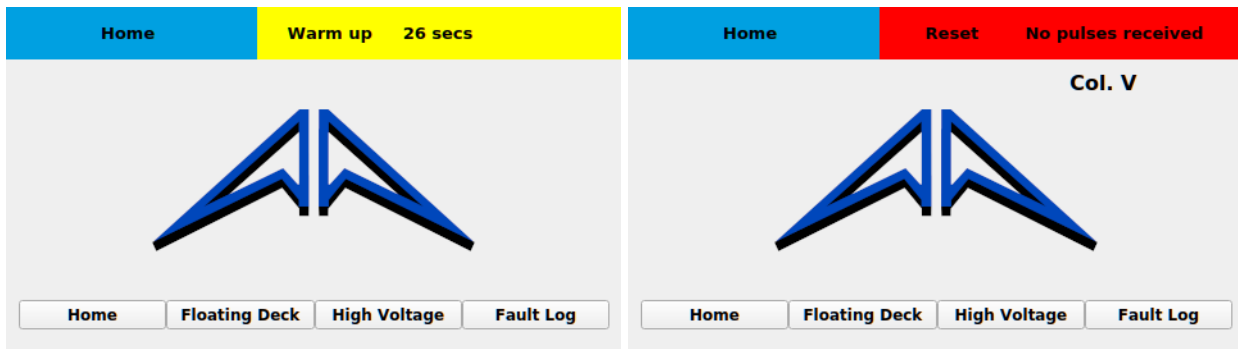 Home Warm up 26 secs
Home Floating Deck High Voltage Fault Log
Home Reset No pulses received
Col. V
Home Floating Deck High Voltage Fault Log